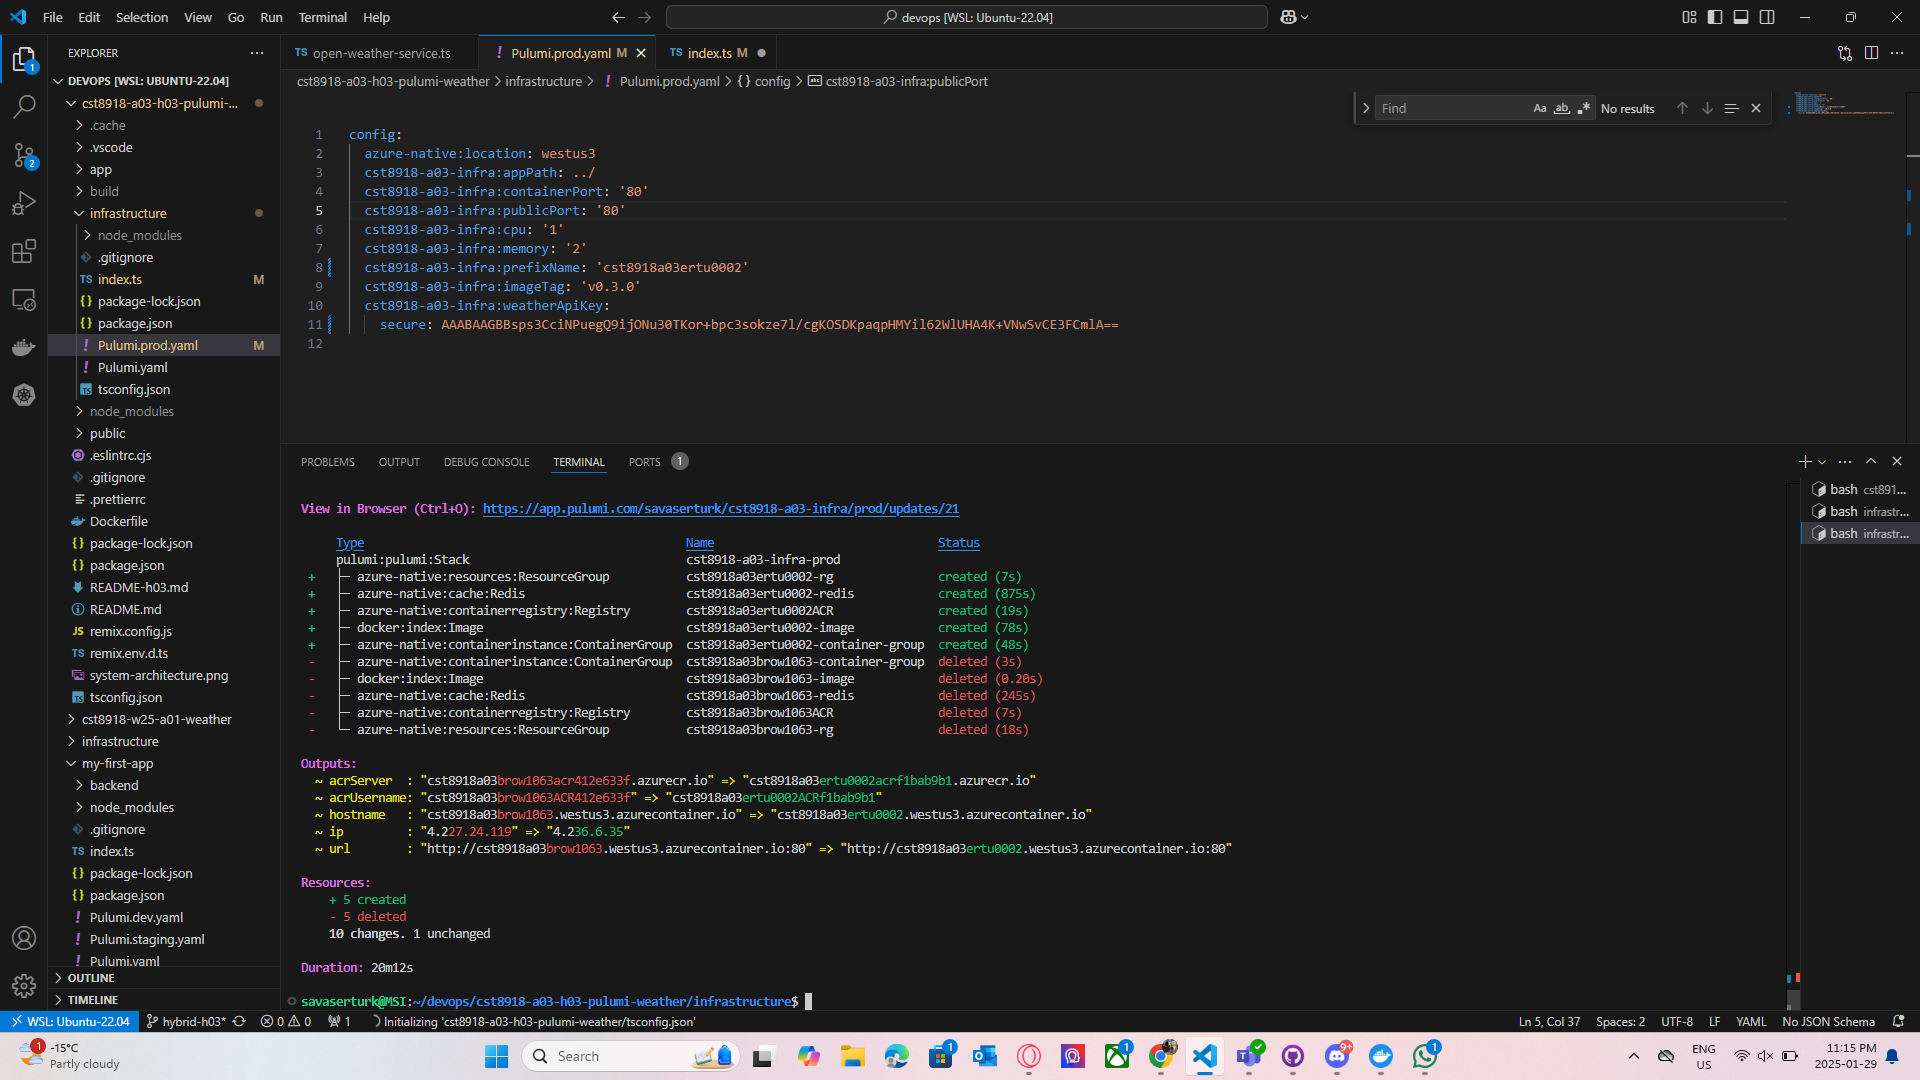 File Edit Selection View Go Run Terminal Help
devops [WSL: Ubuntu-22.04]
EXPLORER
DEVOPS [WSL: UBUNTU-22.04]
cst8918-a03-h03-pulumi-...
.cache
.vscode
app
build
infrastructure
node_modules
.gitignore
index.ts M
package-lock.json
package.json
Pulumi.prod.yaml M
Pulumi.yaml
tsconfig.json
node_modules
public
.eslintrc.cjs
.gitignore
.prettierrc
Dockerfile
package-lock.json
package.json
README-h03.md
README.md
remix.config.js
remix.env.d.ts
system-architecture.png
tsconfig.json
cst8918-w25-a01-weather
infrastructure
my-first-app
backend
node_modules
.gitignore
index.ts
package-lock.json
package.json
Pulumi.dev.yaml
Pulumi.staging.yaml
Pulumi.yaml
OUTLINE
TIMELINE
TS open-weather-service.ts ! Pulumi.prod.yaml M TS index.ts M
cst8918-a03-h03-pulumi-weather > infrastructure > ! Pulumi.prod.yaml > {} config > cst8918-a03-infra:publicPort
Find Aa ab No results
1 config:
2 azure-native:location: westus3
3 cst8918-a03-infra:appPath: ../
4 cst8918-a03-infra:containerPort: '80'
5 cst8918-a03-infra:publicPort: '80'
6 cst8918-a03-infra:cpu: '1'
7 cst8918-a03-infra:memory: '2'
8 cst8918-a03-infra:prefixName: 'cst8918a03ertu0002'
9 cst8918-a03-infra:imageTag: 'v0.3.0'
10 cst8918-a03-infra:weatherApiKey:
11 secure: AAABAAGBBsps3CciNPuegQ9ijONu30TKor+bpc3sokze7l/cgKOSDKpaqpHMYil62WlUHA4K+VNwSvCE3FCmlA==
12
PROBLEMS OUTPUT DEBUG CONSOLE TERMINAL PORTS 1
bash cst891...
bash infrastr...
bash infrastr...
View in Browser (Ctrl+O): https://app.pulumi.com/savaserturk/cst8918-a03-infra/prod/updates/21
Type Name Status
pulumi:pulumi:Stack cst8918-a03-infra-prod
+ azure-native:resources:ResourceGroup cst8918a03ertu0002-rg created (7s)
+ azure-native:cache:Redis cst8918a03ertu0002-redis created (875s)
+ azure-native:containerregistry:Registry cst8918a03ertu0002ACR created (19s)
+ docker:index:Image cst8918a03ertu0002-image created (78s)
+ azure-native:containerinstance:ContainerGroup cst8918a03ertu0002-container-group created (48s)
- azure-native:containerinstance:ContainerGroup cst8918a03brow1063-container-group deleted (3s)
- docker:index:Image cst8918a03brow1063-image deleted (0.20s)
- azure-native:cache:Redis cst8918a03brow1063-redis deleted (245s)
- azure-native:containerregistry:Registry cst8918a03brow1063ACR deleted (7s)
- azure-native:resources:ResourceGroup cst8918a03brow1063-rg deleted (18s)
Outputs:
~ acrServer : "cst8918a03brow1063acr412e633f.azurecr.io" => "cst8918a03ertu0002acrf1bab9b1.azurecr.io"
~ acrUsername: "cst8918a03brow1063ACR412e633f" => "cst8918a03ertu0002ACRf1bab9b1"
~ hostname : "cst8918a03brow1063.westus3.azurecontainer.io" => "cst8918a03ertu0002.westus3.azurecontainer.io"
~ ip : "4.227.24.119" => "4.236.6.35"
~ url : "http://cst8918a03brow1063.westus3.azurecontainer.io:80" => "http://cst8918a03ertu0002.westus3.azurecontainer.io:80"
Resources:
+ 5 created
- 5 deleted
10 changes. 1 unchanged
Duration: 20m12s
savaserturk@MSI:~/devops/cst8918-a03-h03-pulumi-weather/infrastructure$
WSL: Ubuntu-22.04 hybrid-h03* 0 0 1 Initializing 'cst8918-a03-h03-pulumi-weather/tsconfig.json' Ln 5, Col 37 Spaces: 2 UTF-8 LF YAML No JSON Schema
-15°C
Partly cloudy
Search
ENG
US
11:15 PM
2025-01-29